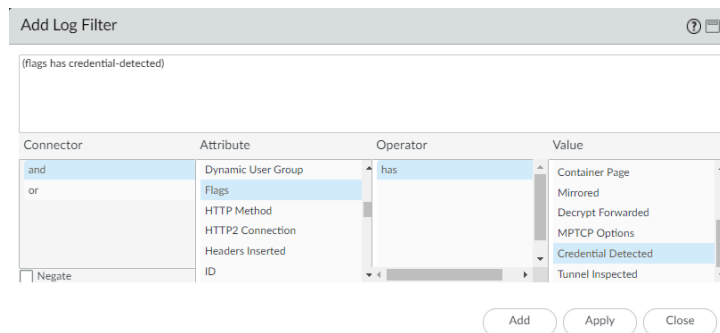 Add Log Filter
(flags has credential-detected)
Connector
Attribute
Operator
Value
and
or
Negate
Dynamic User Group
Flags
HTTP Method
HTTP2 Connection
Headers Inserted
ID
has
Container Page
Mirrored
Decrypt Forwarded
MPTCP Options
Credential Detected
Tunnel Inspected
Add
Apply
Close